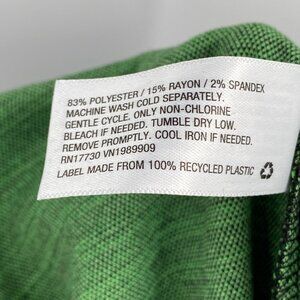 83% POLYESTER / 15% RAYON / 2% SPANDEX
MACHINE WASH COLD SEPARATELY.
GENTLE CYCLE. ONLY NON-CHLORINE
BLEACH IF NEEDED. TUMBLE DRY LOW.
REMOVE PROMPTLY. COOL IRON IF NEEDED.
RN17730 VN1989909
LABEL MADE FROM 100% RECYCLED PLASTIC